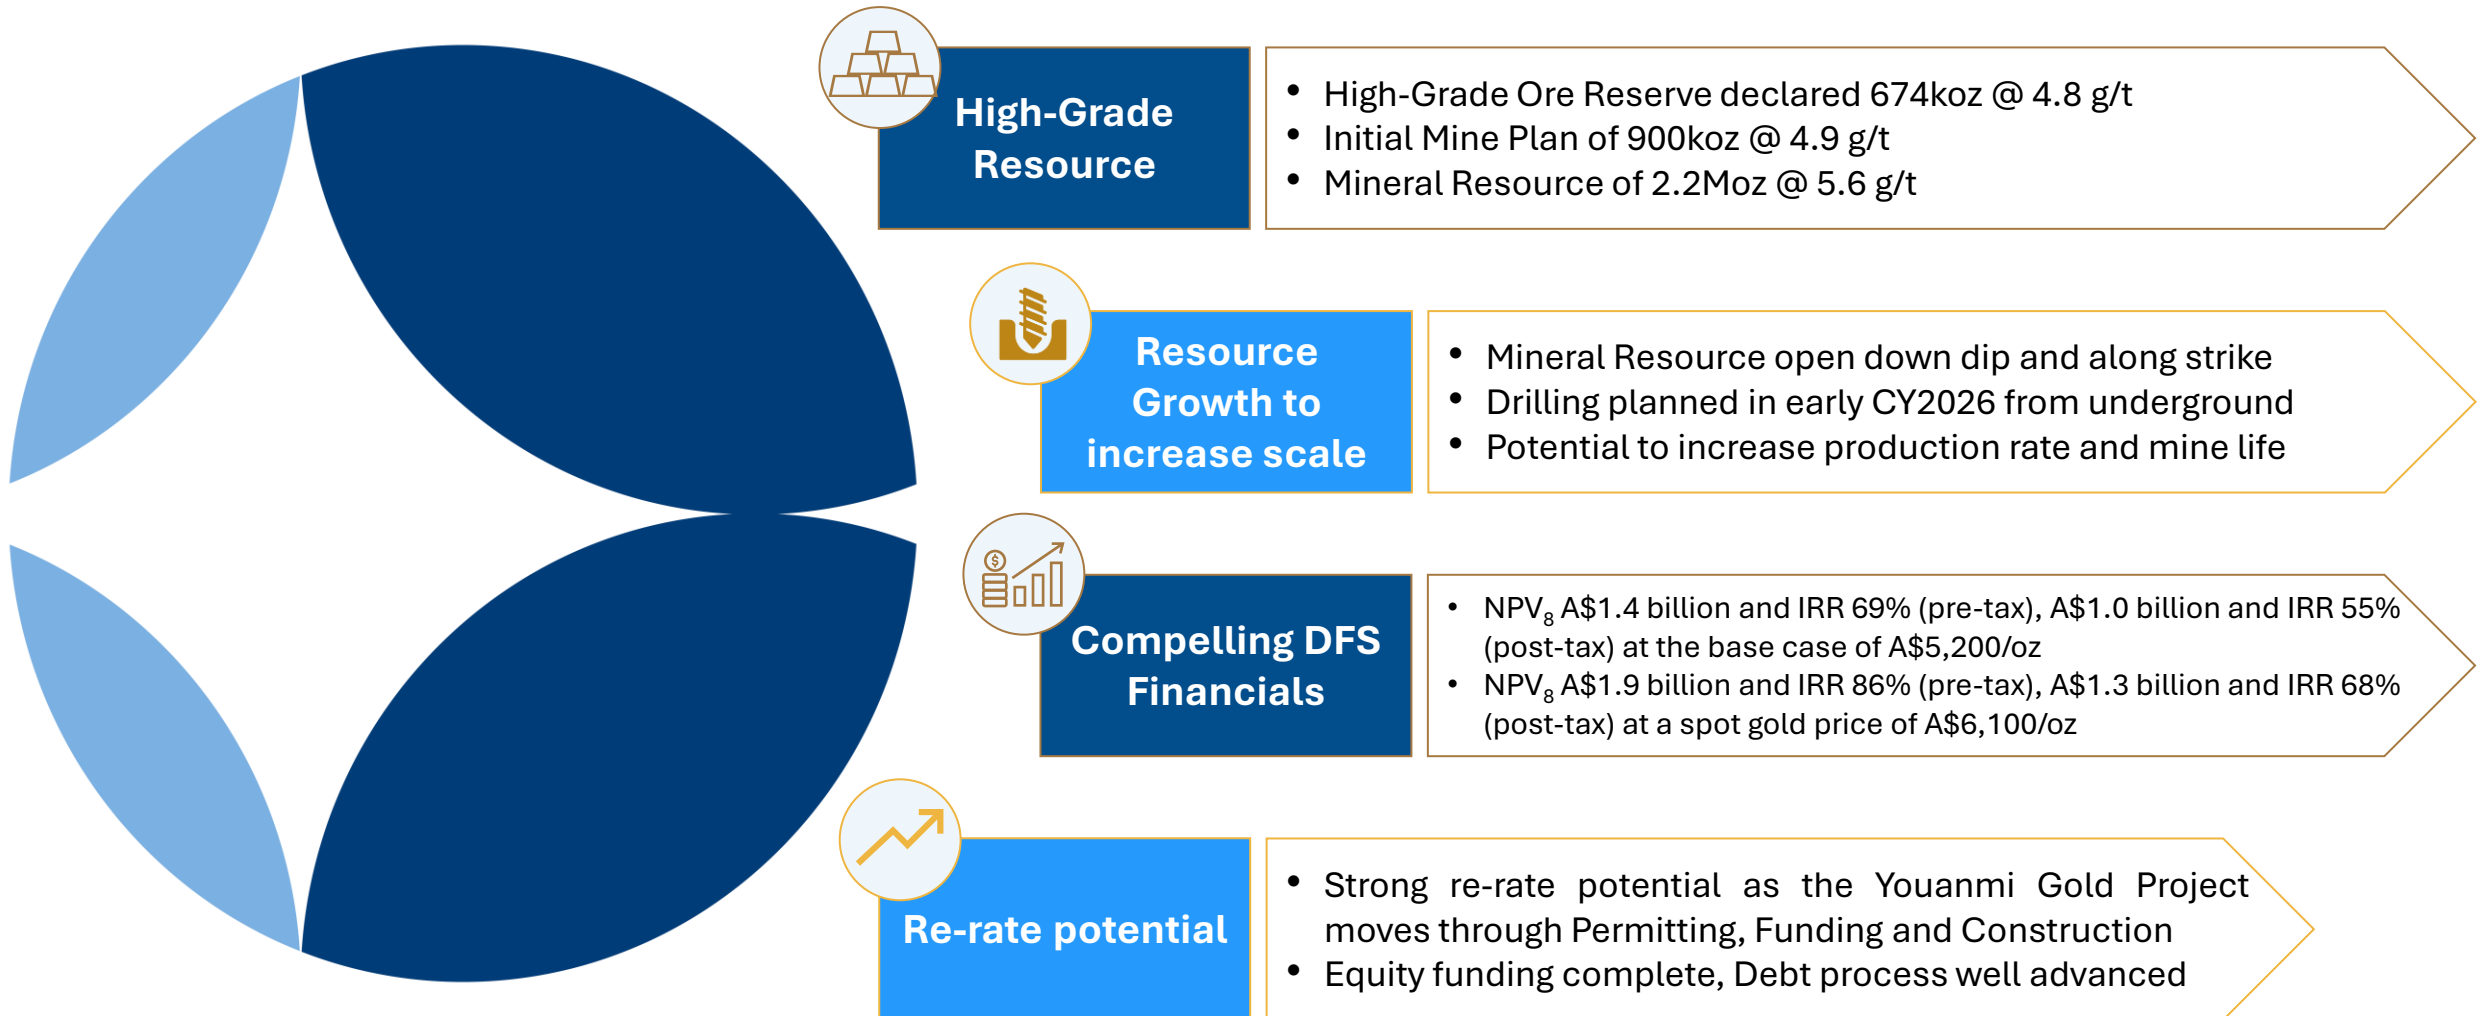 High-Grade
Resource
• High-Grade Ore Reserve declared 674koz @ 4.8 g/t
• Initial Mine Plan of 900koz @ 4.9 g/t
• Mineral Resource of 2.2Moz @ 5.6 g/t
Resource
Growth to
increase scale
• Mineral Resource open down dip and along strike
• Drilling planned in early CY2026 from underground
• Potential to increase production rate and mine life
$
Compelling DFS
Financials
• NPV₈ A$1.4 billion and IRR 69% (pre-tax), A$1.0 billion and IRR 55%
(post-tax) at the base case of A$5,200/oz
• NPV₈ A$1.9 billion and IRR 86% (pre-tax), A$1.3 billion and IRR 68%
(post-tax) at a spot gold price of A$6,100/oz
Re-rate potential
• Strong re-rate potential as the Youanmi Gold Project
moves through Permitting, Funding and Construction
• Equity funding complete, Debt process well advanced